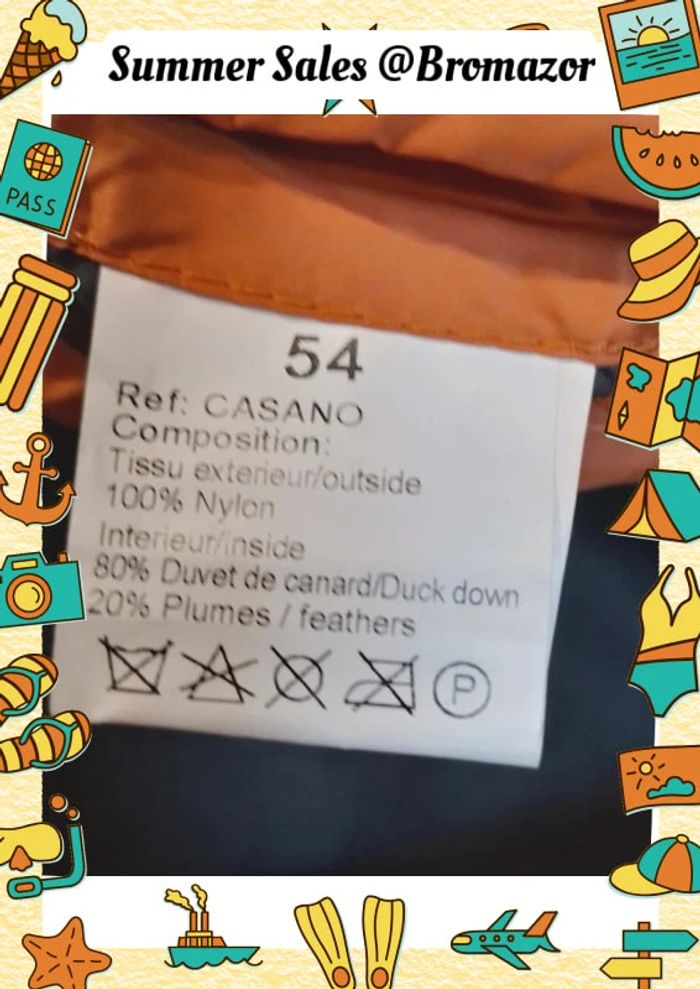 Summer Sales @Bromazor
PASS
54
Ref: CASANO
Composition:
Tissu exterieur/outside
100% Nylon
Interieur/inside
80% Duvet de canard/Duck down
20% Plumes / feathers
P